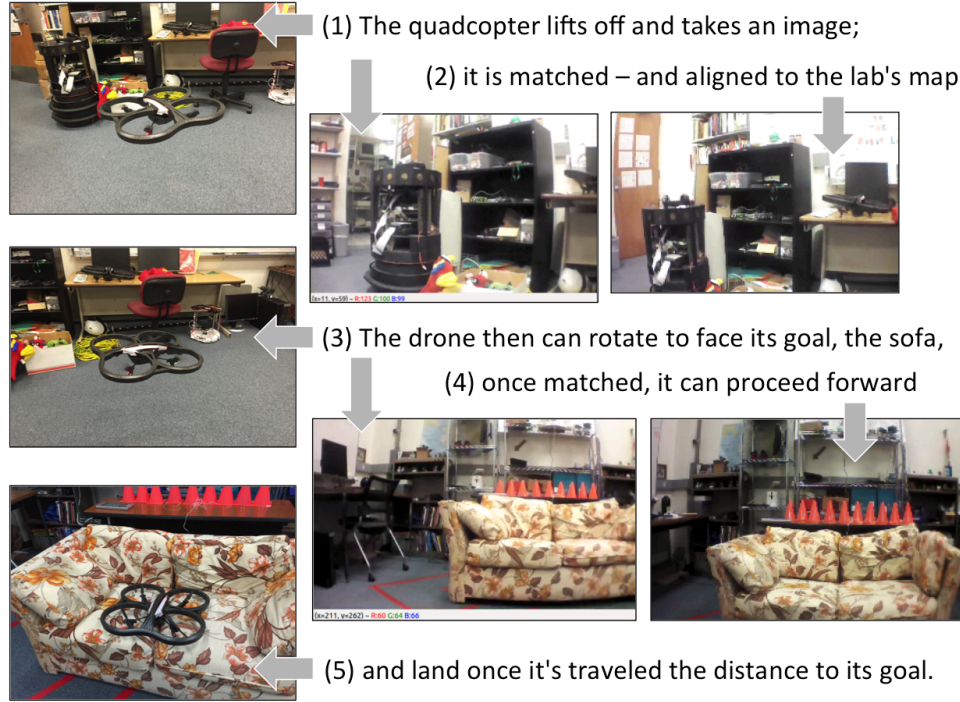 (1) The quadcopter lifts off and takes an image;
(2) it is matched – and aligned to the lab's map
(x=11, y=59) ~ R:123 G:100 B:99
(3) The drone then can rotate to face its goal, the sofa,
(4) once matched, it can proceed forward
(x=211, y=262) ~ R:60 G:64 B:66
(5) and land once it's traveled the distance to its goal.